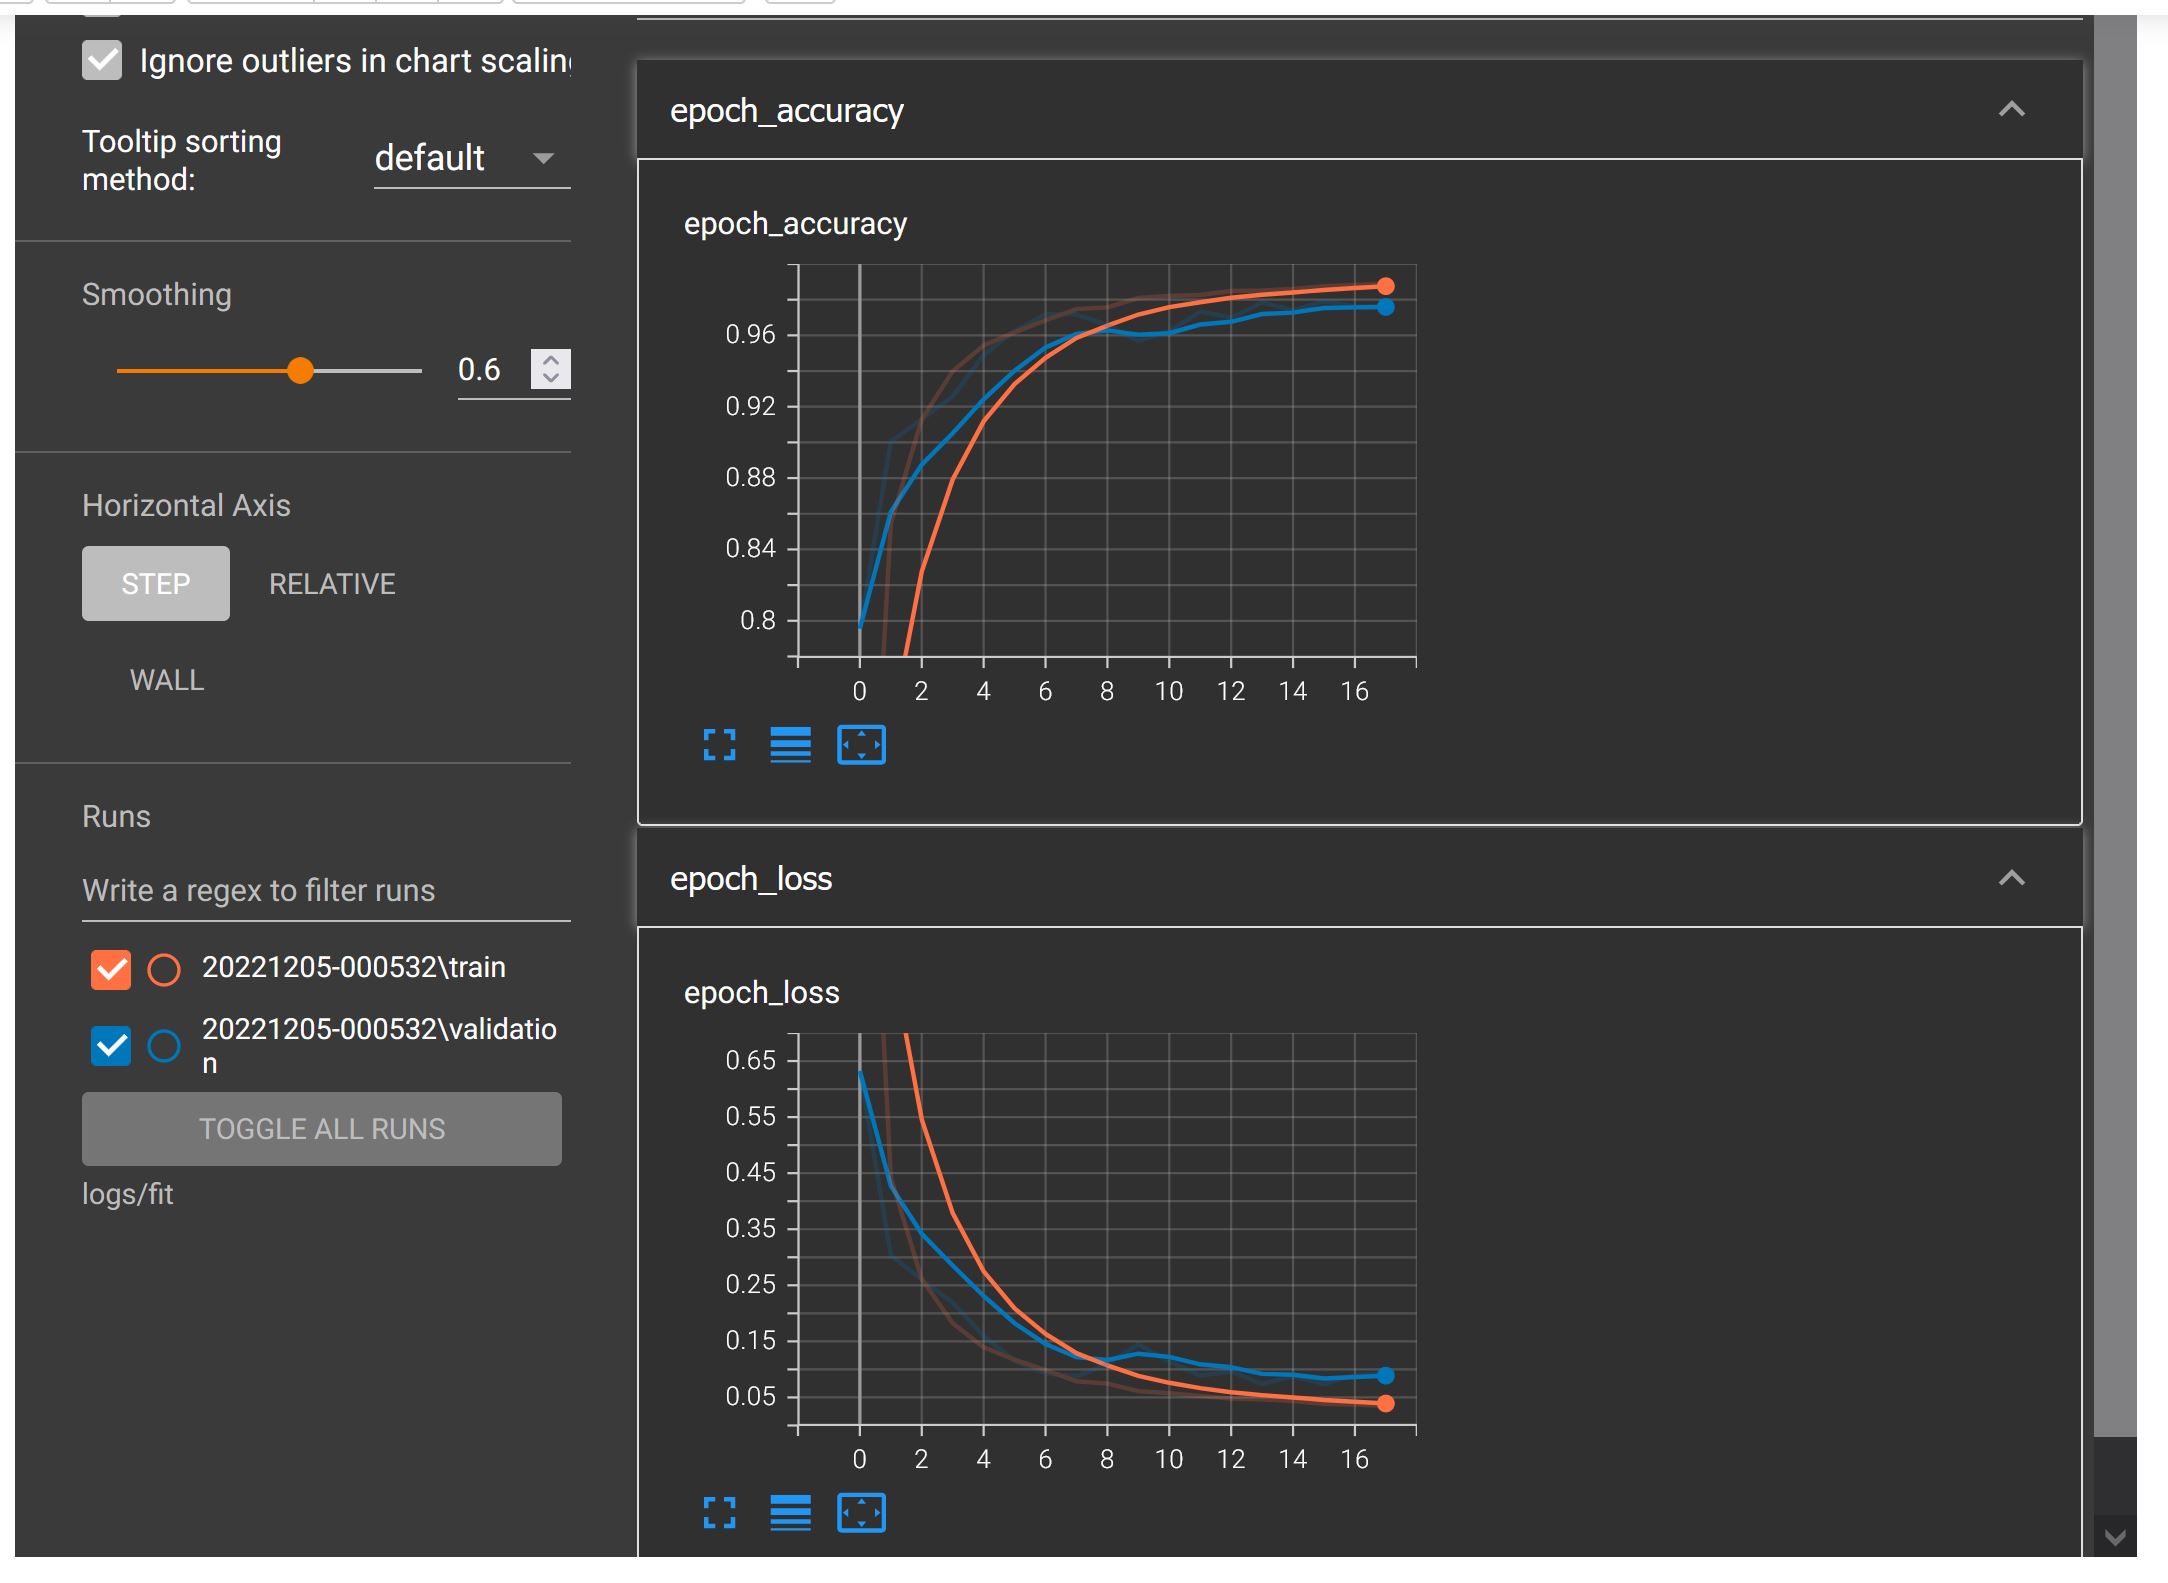 Ignore outliers in chart scaling
Tooltip sorting
method:
default
Smoothing
0.6
Horizontal Axis
STEP
RELATIVE
WALL
Runs
Write a regex to filter runs
20221205-000532\train
20221205-000532\validatio
n
TOGGLE ALL RUNS
logs/fit
epoch_accuracy
epoch_accuracy
0.96
0.92
0.88
0.84
0.8
0 2 4 6 8 10 12 14 16
epoch_loss
epoch_loss
0.65
0.55
0.45
0.35
0.25
0.15
0.05
0 2 4 6 8 10 12 14 16